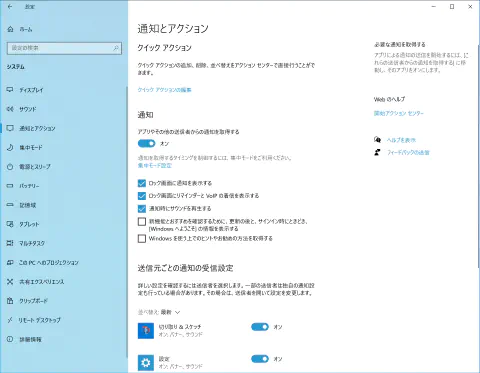 設定
ホーム
設定の検索
システム
ディスプレイ
サウンド
通知とアクション
集中モード
電源とスリープ
バッテリー
記憶域
タブレット
マルチタスク
この PC へのプロジェクション
共有エクスペリエンス
クリップボード
リモート デスクトップ
詳細情報
通知とアクション
クイック アクション
クイック アクションの追加、削除、並べ替えをアクション センターで直接行うことがで
きます。
クイック アクションの編集
通知
アプリやその他の送信者からの通知を取得する
オン
通知を取得するタイミングを制御するには、集中モードをご利用ください。
集中モード設定
ロック画面に通知を表示する
ロック画面にリマインダーと VoIP の着信を表示する
通知時にサウンドを再生する
新機能とおすすめを確認するために、更新の後と、サインイン時にときどき、
[Windows へようこそ] の情報を表示する
Windows を使う上でのヒントやお勧めの方法を取得する
送信元ごとの通知の受信設定
詳しい設定を確認するには送信者を選択します。一部の送信者は独自の通知設
定も行っている場合があります。その場合は、送信者を開いて設定を変更します。
並べ替え: 最新
切り取り & スケッチ
オン: バナー, サウンド
オン
設定
オン: バナー, サウンド
オン
必要な通知を取得する
アプリによる通知の送信を開始するには、[こ
れらの送信者からの通知を取得する] に移
動し、そのアプリをオンにします。
Web のヘルプ
開始アクション センター
ヘルプを表示
フィードバックの送信